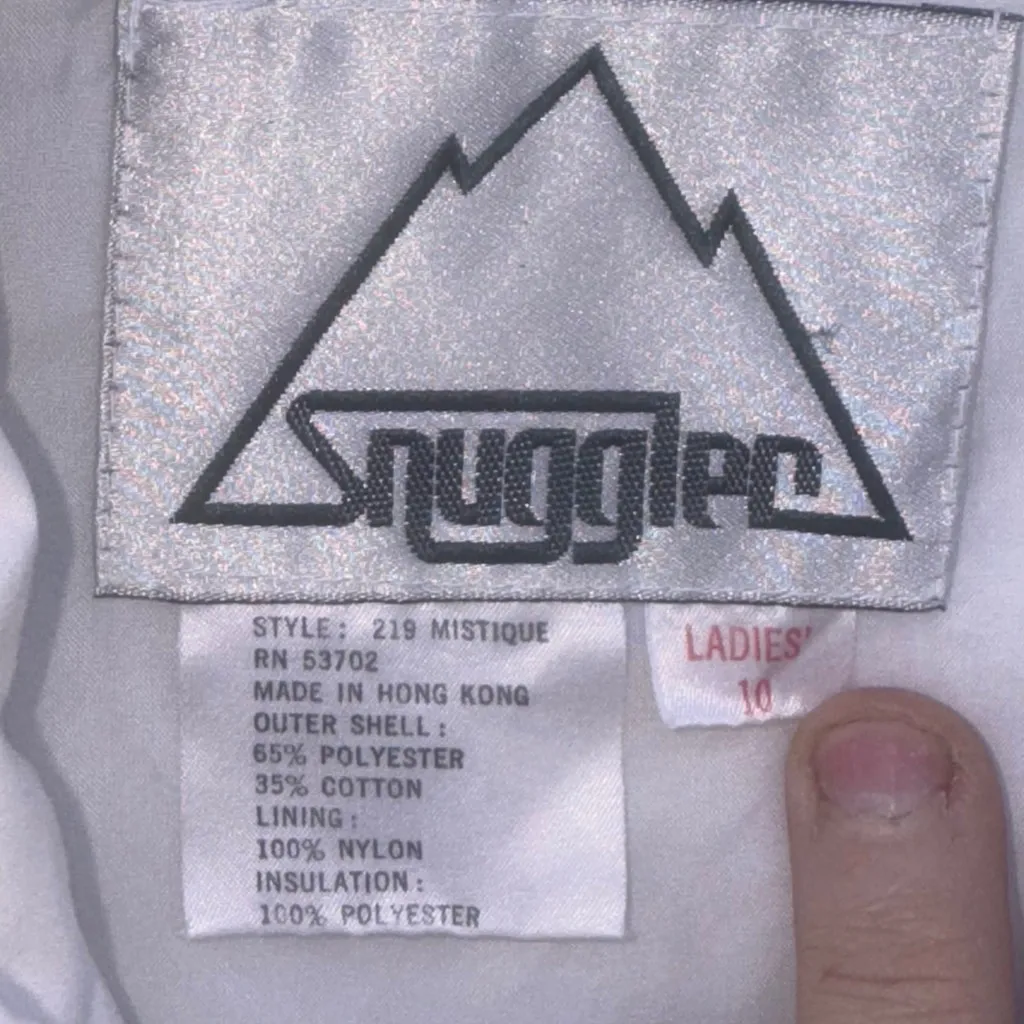 Snuggler
STYLE: 219 MISTIQUE
RN 53702
MADE IN HONG KONG
OUTER SHELL:
65% POLYESTER
35% COTTON
LINING:
100% NYLON
INSULATION:
100% POLYESTER
LADIES'
10